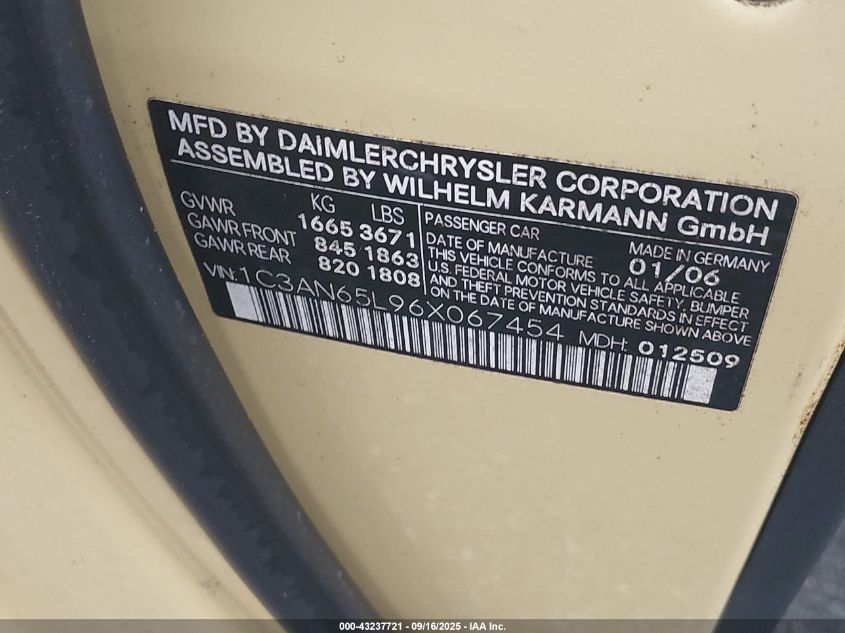 MFD BY DAIMLERCHRYSLER CORPORATION
ASSEMBLED BY WILHELM KARMANN GmbH
KG LBS
GVWR 1665 3671
GAWR FRONT 845 1863
GAWR REAR 820 1808
PASSENGER CAR MADE IN GERMANY
DATE OF MANUFACTURE 01/06
THIS VEHICLE CONFORMS TO ALL APPLICABLE
U.S. FEDERAL MOTOR VEHICLE SAFETY, BUMPER
AND THEFT PREVENTION STANDARDS IN EFFECT
ON THE DATE OF MANUFACTURE SHOWN ABOVE
VIN: 1C3AN65L96X067454 MDH: 012509
000-43237721 - 09/16/2025 - IAA Inc.